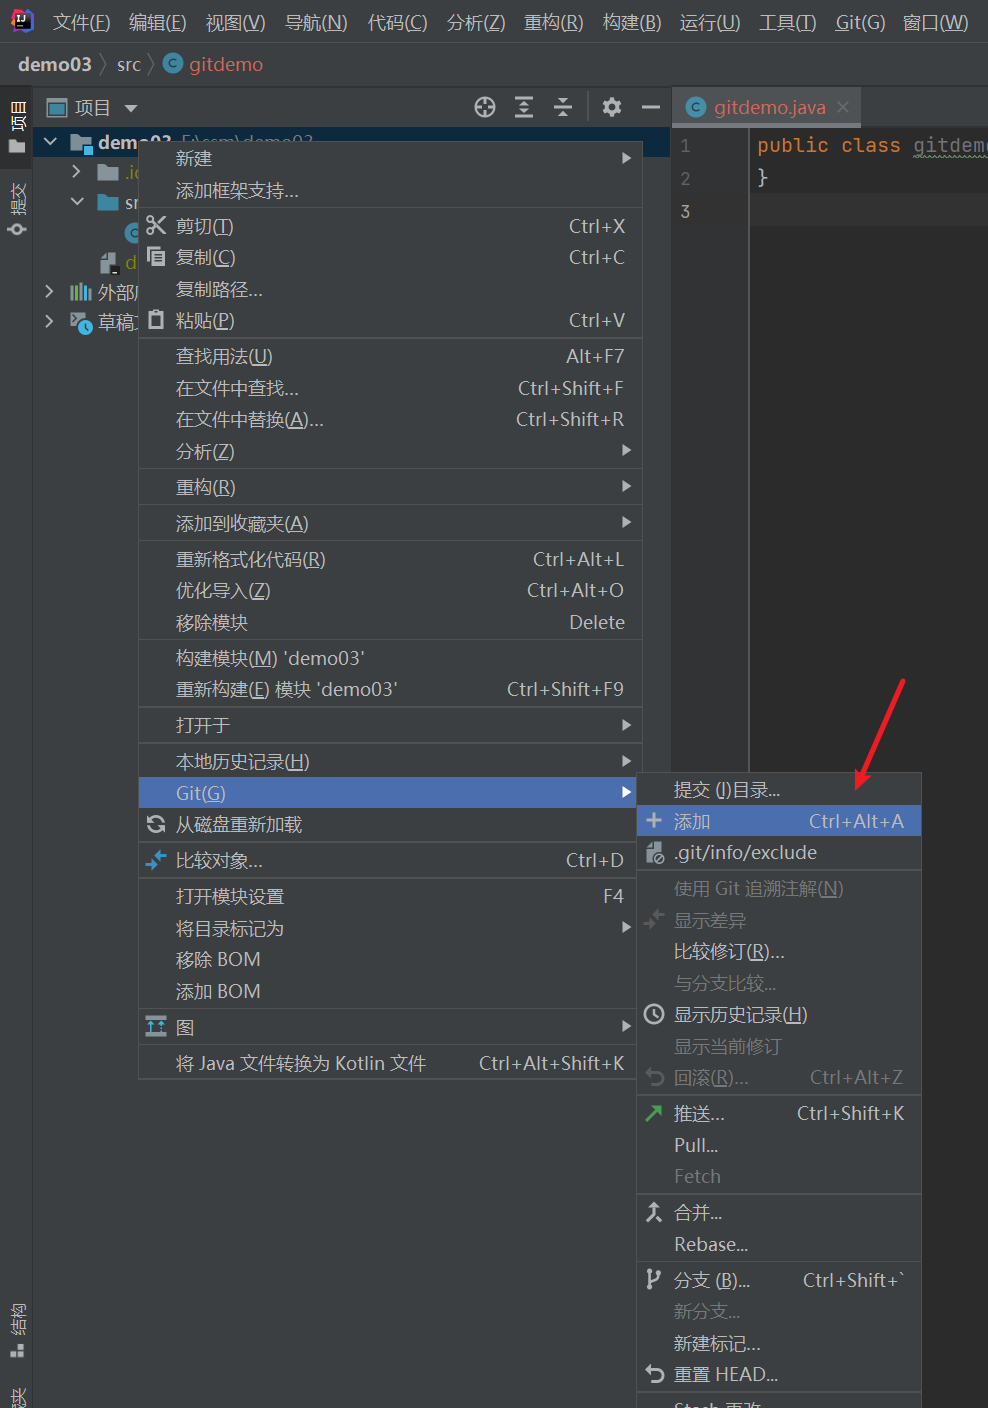 文件(F) 编辑(E) 视图(V) 导航(N) 代码(C) 分析(Z) 重构(R) 构建(B) 运行(U) 工具(T) Git(G) 窗口(W)
demo03 src gitdemo
项目
提交
结构
项目
gitdemo.java
1 public class gitdemo
2 }
3
demo03
外部
草稿
新建
添加框架支持...
剪切(T) Ctrl+X
复制(C) Ctrl+C
复制路径...
粘贴(P) Ctrl+V
查找用法(U) Alt+F7
在文件中查找... Ctrl+Shift+F
在文件中替换(A)... Ctrl+Shift+R
分析(Z)
重构(R)
添加到收藏夹(A)
重新格式化代码(R) Ctrl+Alt+L
优化导入(Z) Ctrl+Alt+O
移除模块 Delete
构建模块(M) 'demo03'
重新构建(E) 模块 'demo03' Ctrl+Shift+F9
打开于
本地历史记录(H)
Git(G)
从磁盘重新加载
比较对象... Ctrl+D
打开模块设置 F4
将目录标记为
移除 BOM
添加 BOM
图
将 Java 文件转换为 Kotlin 文件 Ctrl+Alt+Shift+K
提交 (I)目录...
添加 Ctrl+Alt+A
.git/info/exclude
使用 Git 追溯注解(N)
显示差异
比较修订(R)...
与分支比较...
显示历史记录(H)
显示当前修订
回滚(R)... Ctrl+Alt+Z
推送... Ctrl+Shift+K
Pull...
Fetch
合并...
Rebase...
分支 (B)... Ctrl+Shift+`
新分支...
新建标记...
重置 HEAD...